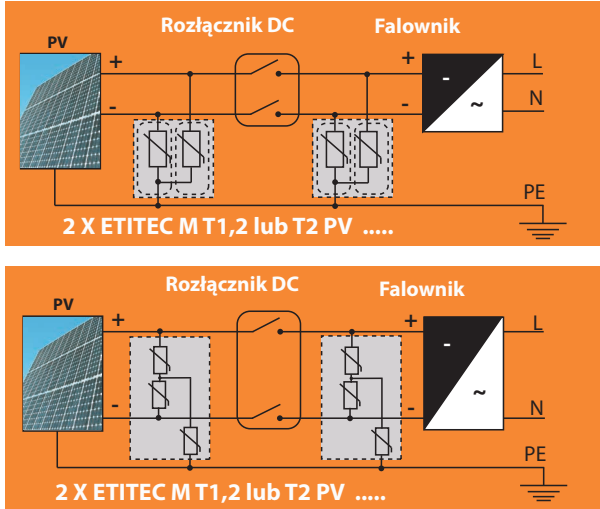 Rozłącznik DC
Falownik
PV
+
+
L
-
-
-
~
N
PE
2 X ETITEC M T1,2 lub T2 PV .....
Rozłącznik DC
Falownik
PV
+
+
L
-
-
-
~
N
PE
2 X ETITEC M T1,2 lub T2 PV .....